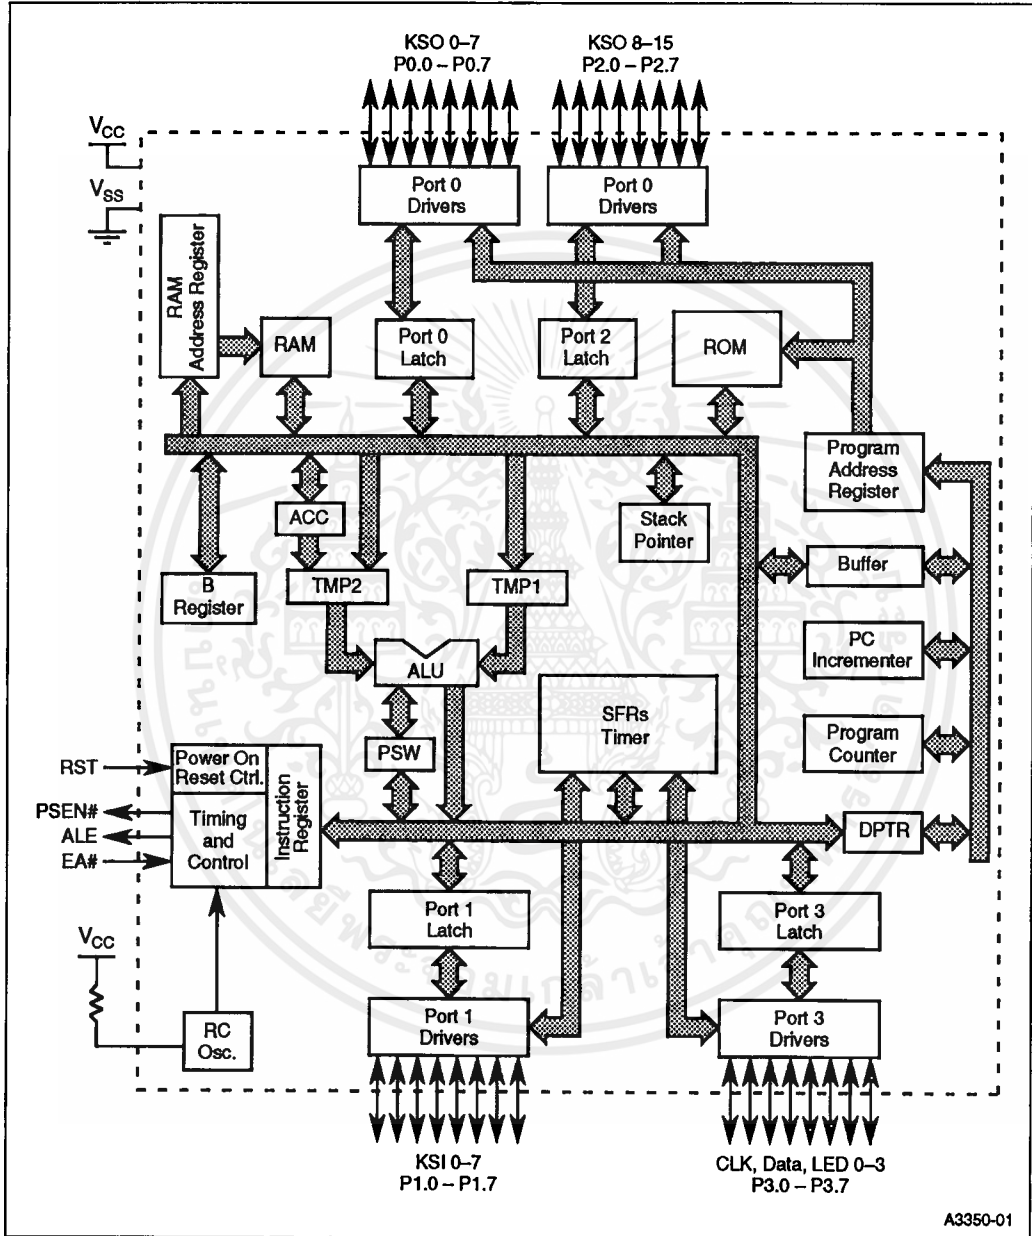 KSO 0–7
P0.0 – P0.7
KSO 8–15
P2.0 – P2.7
VCC
VSS
Port 0
Drivers
Port 0
Drivers
RAM
Address Register
RAM
Port 0
Latch
Port 2
Latch
ROM
Program
Address
Register
ACC
Stack
Pointer
B
Register
TMP2
TMP1
Buffer
ALU
PC
Incrementer
SFRs
Timer
PSW
Program
Counter
RST
PSEN#
ALE
EA#
Power On
Reset Ctrl.
Timing
and
Control
Instruction
Register
DPTR
Port 1
Latch
Port 3
Latch
VCC
RC
Osc.
Port 1
Drivers
Port 3
Drivers
KSI 0–7
P1.0 – P1.7
CLK, Data, LED 0–3
P3.0 – P3.7
A3350-01